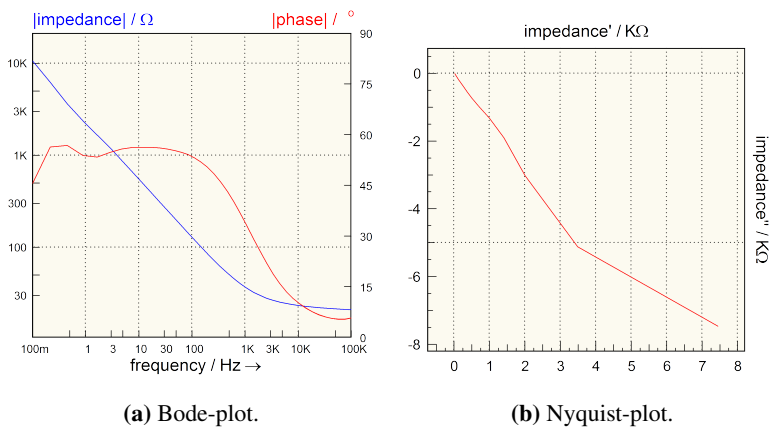 |impedance| / Ω |phase| / °
90
10K
75
3K
60
1K
45
300
30
100
15
30
0
100m 1 3 10 30 100 1K 3K 10K 100K
frequency / Hz →
(a) Bode-plot.
impedance' / KΩ
0
-2
-4
-6
-8
0 1 2 3 4 5 6 7 8
impedance'' / KΩ
(b) Nyquist-plot.